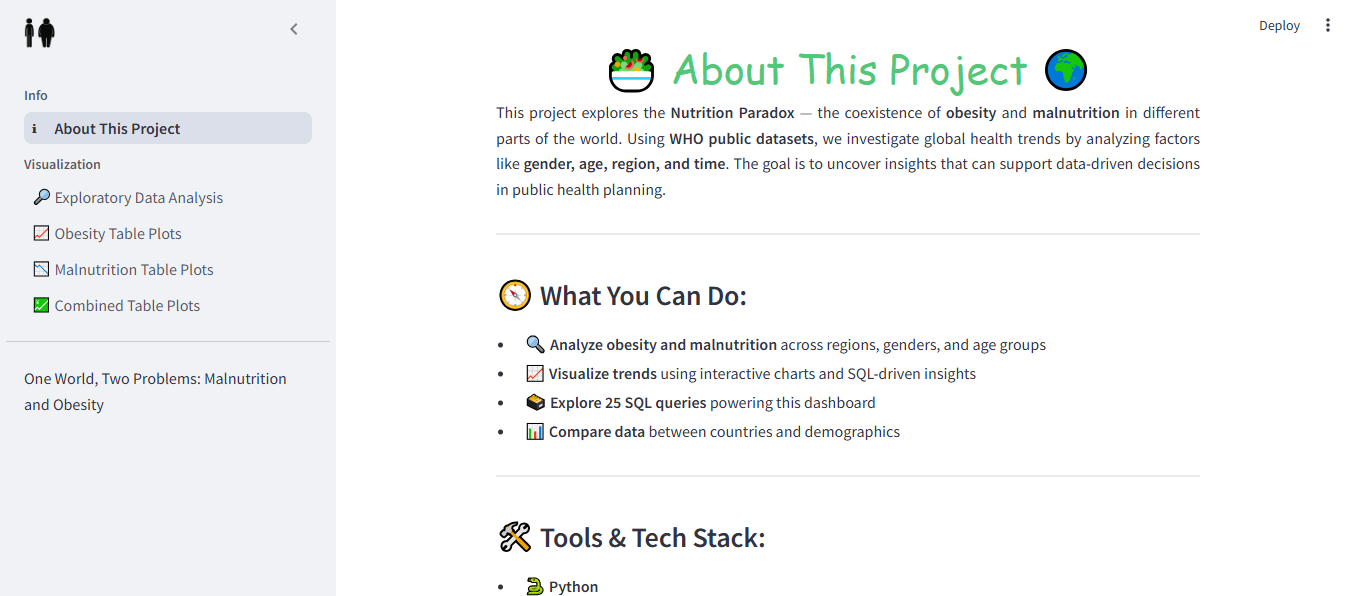 Deploy
Info
About This Project
Visualization
Exploratory Data Analysis
Obesity Table Plots
Malnutrition Table Plots
Combined Table Plots
One World, Two Problems: Malnutrition
and Obesity
About This Project
This project explores the Nutrition Paradox — the coexistence of obesity and malnutrition in different
parts of the world. Using WHO public datasets, we investigate global health trends by analyzing factors
like gender, age, region, and time. The goal is to uncover insights that can support data-driven decisions
in public health planning.
What You Can Do:
Analyze obesity and malnutrition across regions, genders, and age groups
Visualize trends using interactive charts and SQL-driven insights
Explore 25 SQL queries powering this dashboard
Compare data between countries and demographics
Tools & Tech Stack:
Python